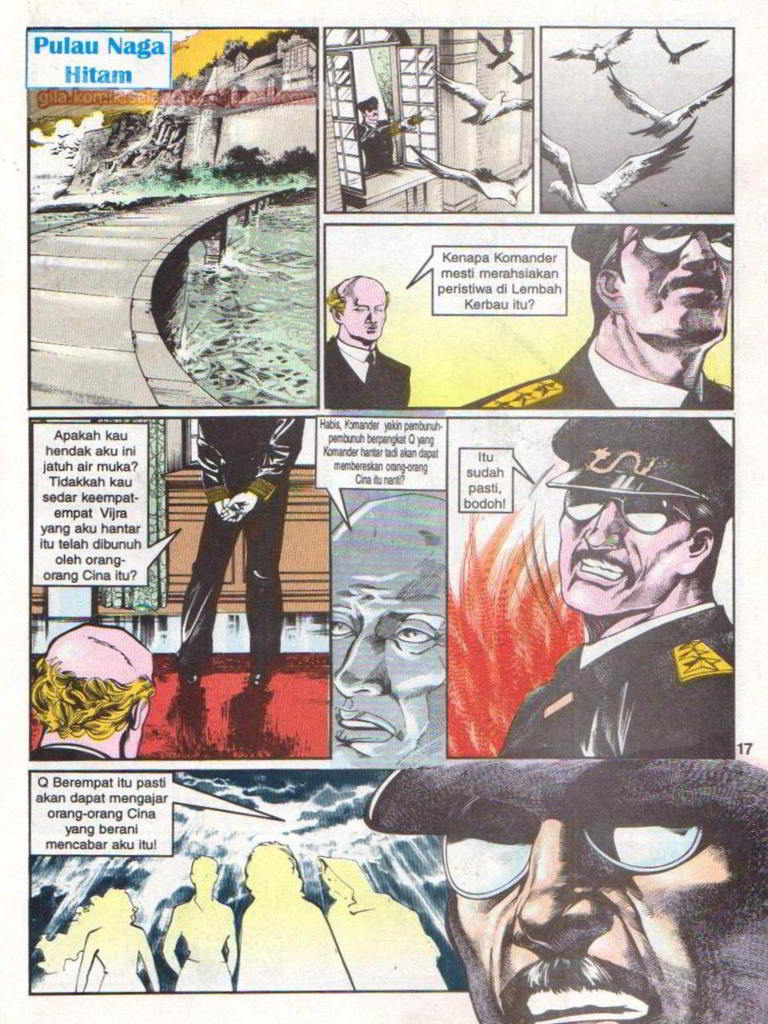 Pulau Naga
Hitam
Kenapa Komander
mesti merahsiakan
peristiwa di Lembah
Kerbau itu?
Apakah kau
hendak aku ini
jatuh air muka?
Tidakkah kau
sedar keempat-
empat Vijra
yang aku hantar
itu telah dibunuh
oleh orang-
orang Cina itu?
Habis, Komander yakin pembunuh-
pembunuh berpangkat Q yang
Komander hantar tadi akan dapat
membereskan orang-orang
Cina itu nanti?
Itu
sudah
pasti,
bodoh!
17
Q Berempat itu pasti
akan dapat mengajar
orang-orang Cina
yang berani
mencabar aku itu!